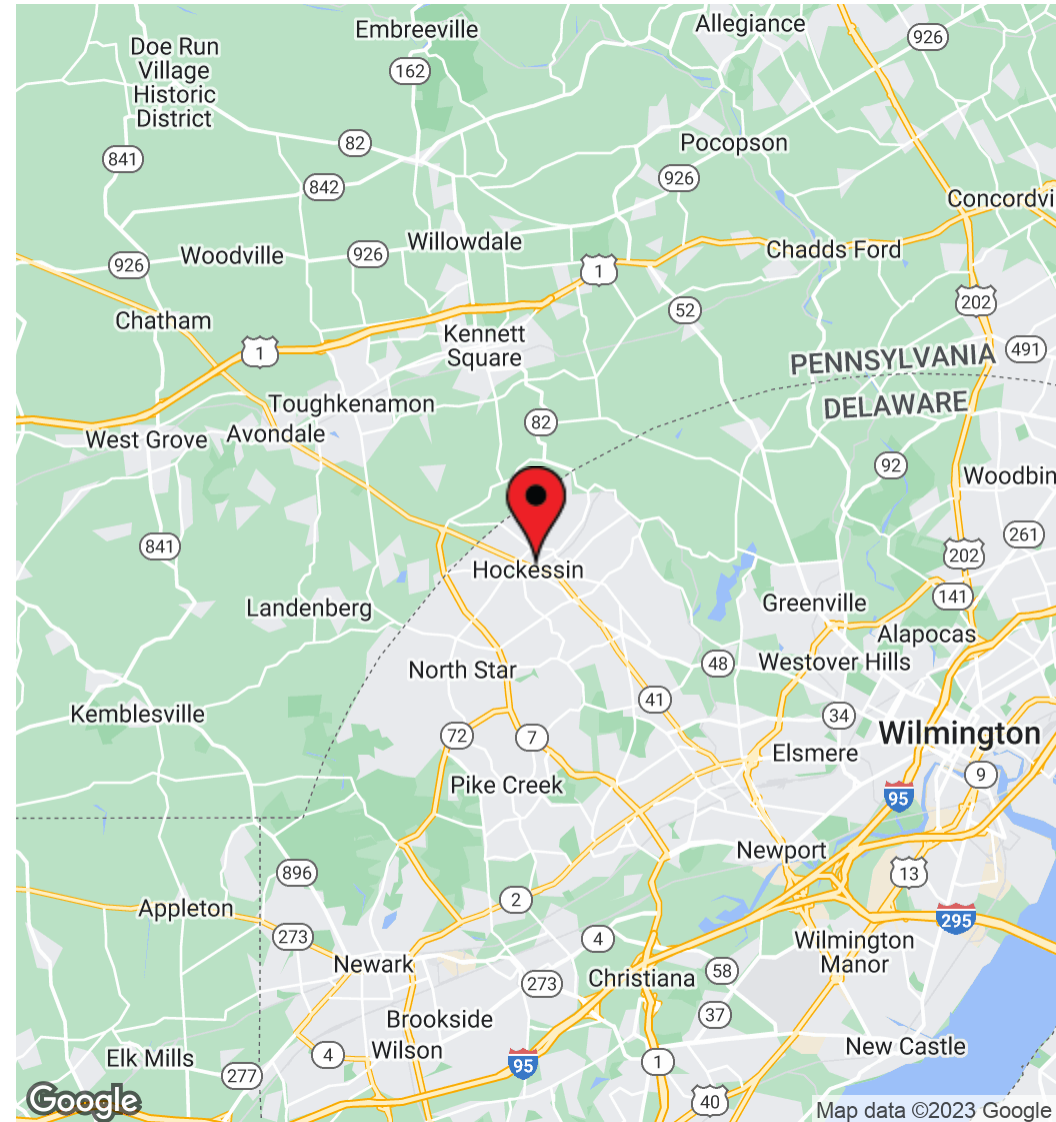 Allegiance
Embreeville
926
Doe Run
Village
Historic
District
162
82
Pocopson
841
842
926
Concordvi
Willowdale
Chadds Ford
Woodville
926
926
1
202
52
Chatham
Kennett
Square
491
1
PENNSYLVANIA
DELAWARE
Toughkenamon
82
West Grove
Avondale
92
Woodbin
261
841
202
Hockessin
141
Greenville
Landenberg
Alapocas
48
Westover Hills
North Star
41
34
Kemblesville
Wilmington
72
7
Elsmere
9
Pike Creek
95
Newport
896
13
2
Appleton
295
273
4
Wilmington
Manor
Newark
58
Christiana
273
37
Brookside
New Castle
Wilson
Elk Mills
4
95
1
277
40
Google
Map data ©2023 Google